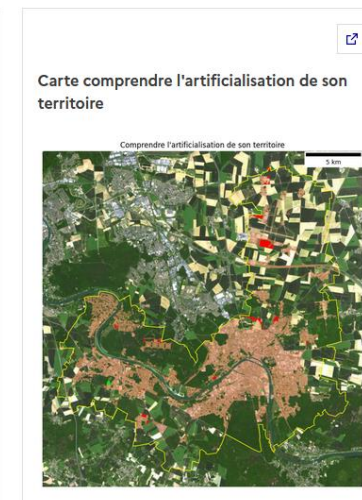 Carte comprendre l'artificialisation de son
territoire
Comprendre l'artificialisation de son territoire
5 km